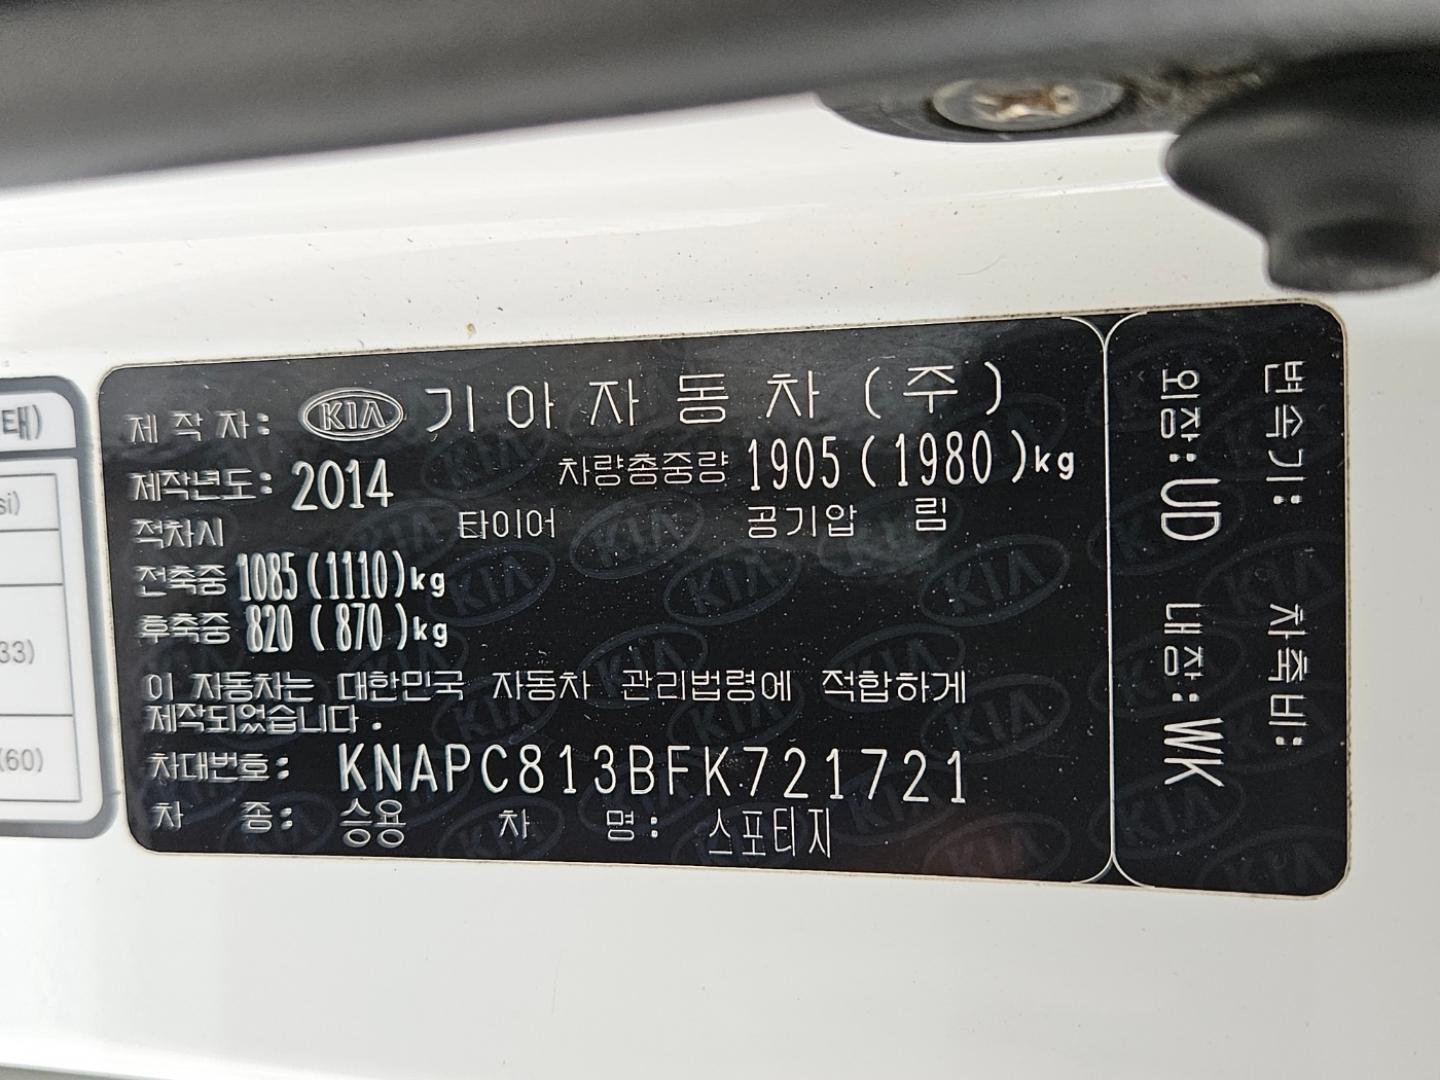 태)
si)
33)
(60)
제작자: KIA 기아자동차(주)
제작년도: 2014 차량총중량 1905(1980)kg
적차시 타이어 공기압 림
전축중 1085(1110)kg
후축중 820 (870)kg
이 자동차는 대한민국 자동차 관리법령에 적합하게
제작되었습니다.
차대번호: KNAPC813BFK721721
차 종: 승용 차 명: 스포티지
변속기: 차축비:
외장: UD 내장: WK